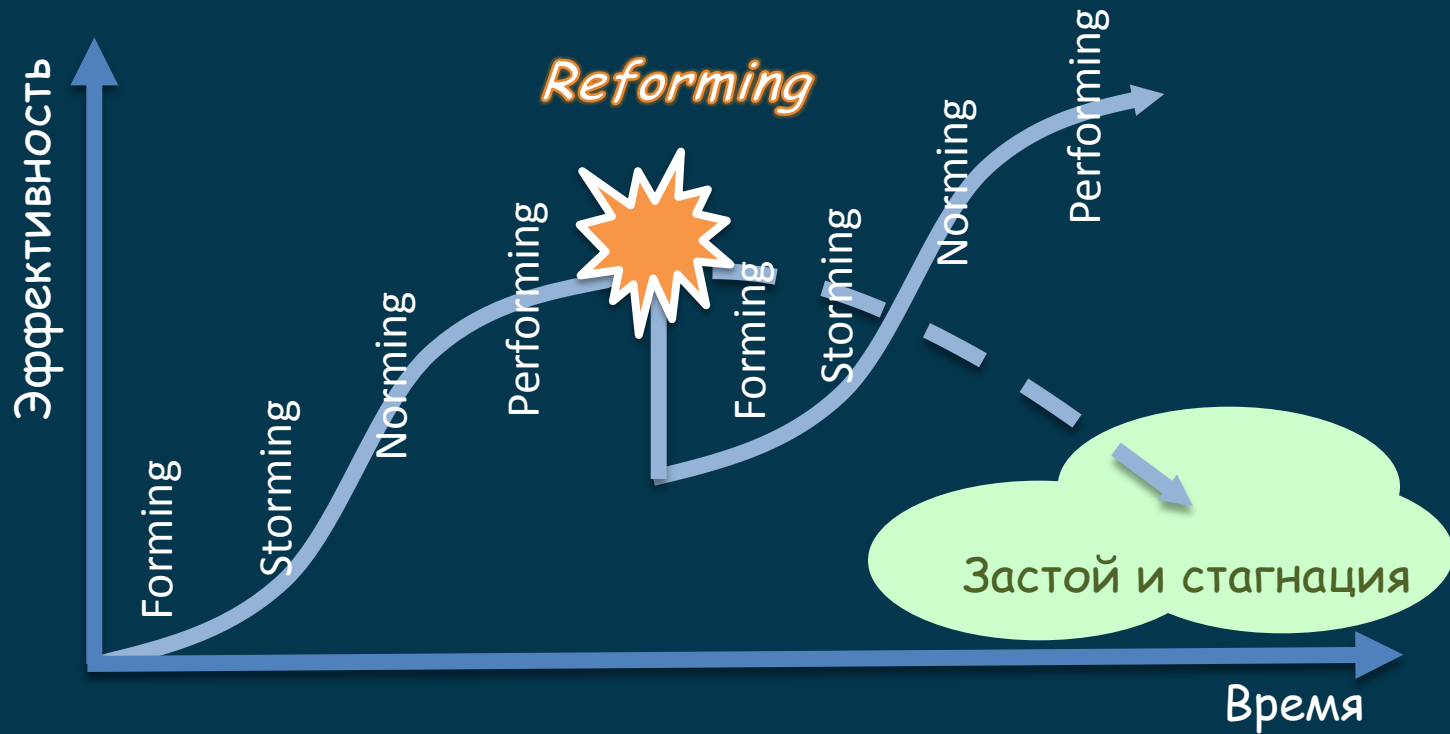 Эффективность
Reforming
Forming
Storming
Norming
Performing
Forming
Storming
Norming
Performing
Застой и стагнация
Время